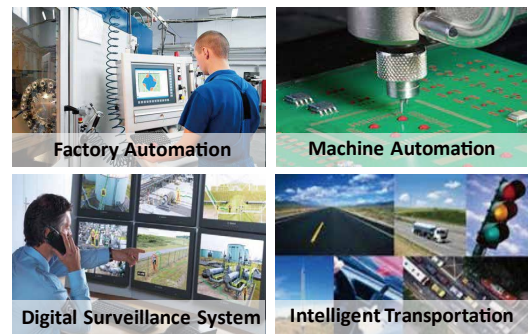 Factory Automation
Machine Automation
Digital Surveillance System
Intelligent Transportation